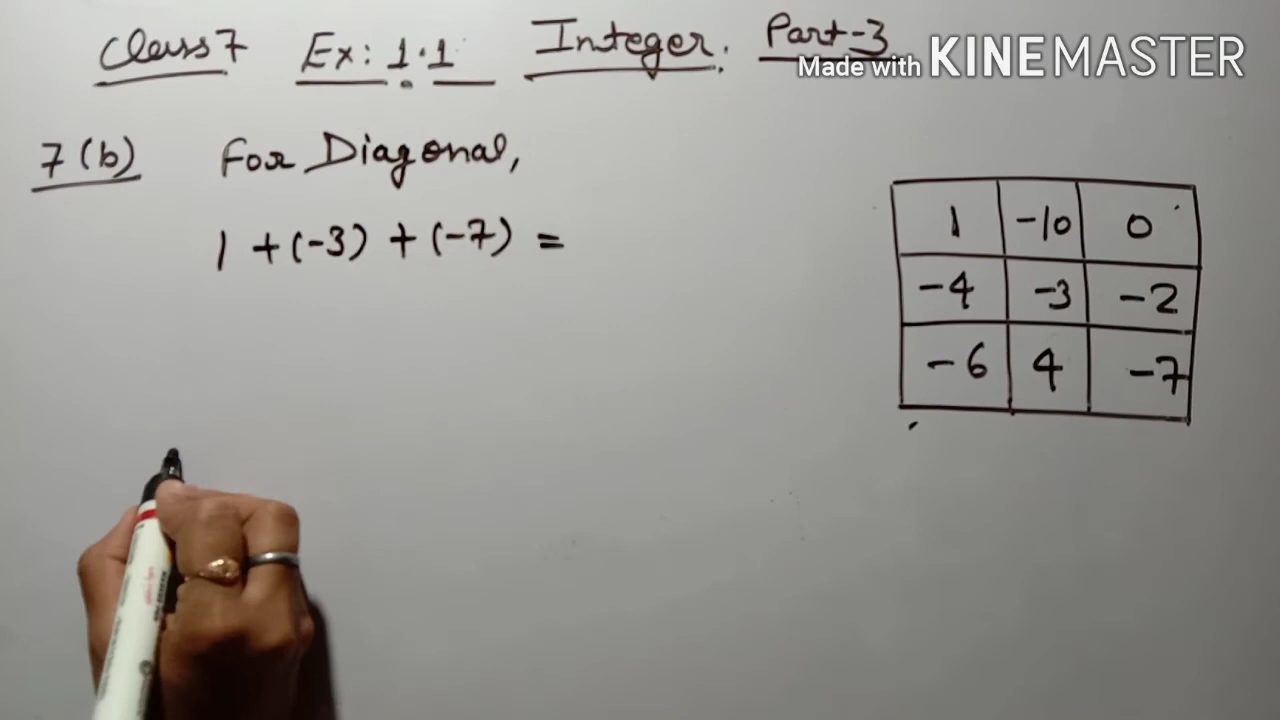 Class 7 Ex: 1.1 Integer. Part-3
Made with KINEMASTER
7(b) For Diagonal,
1 + (-3) + (-7) =
1 -10 0
-4 -3 -2
-6 4 -7